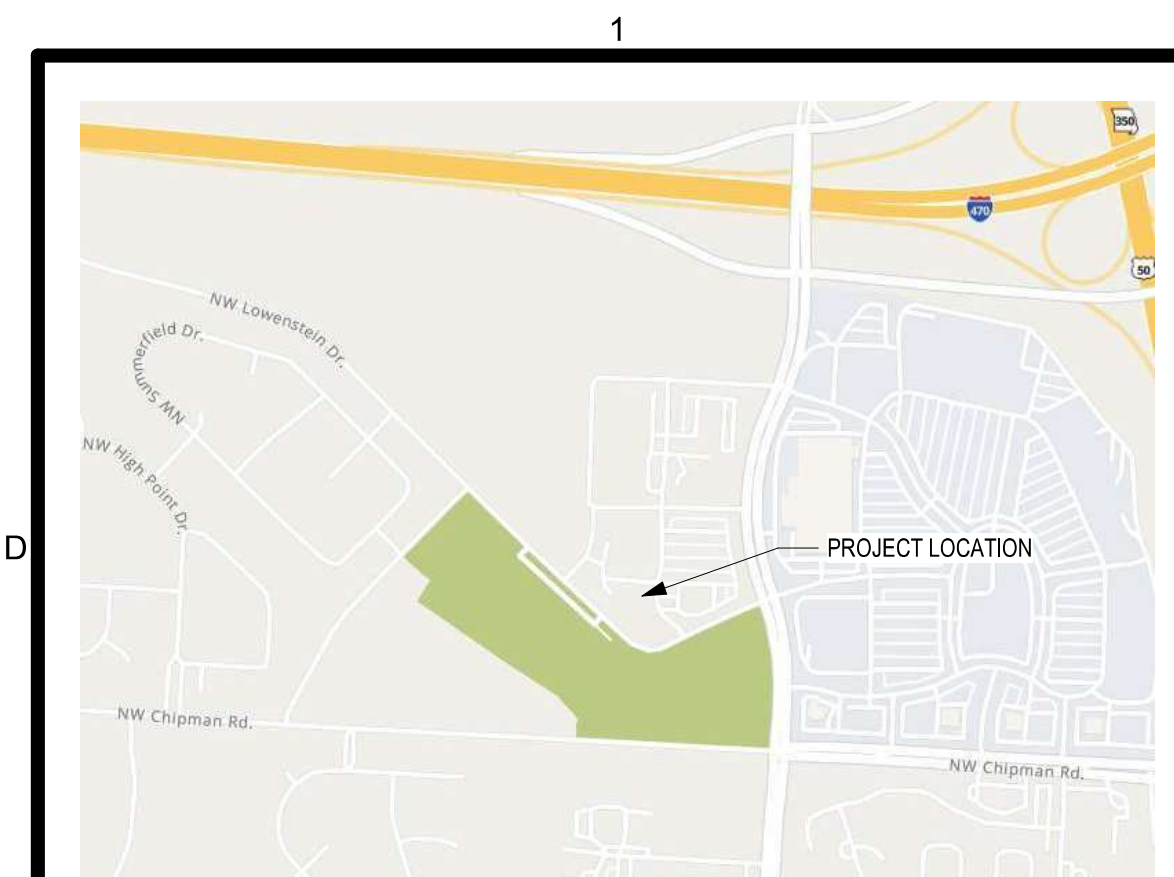 1
350
470
50
NW Lowenstein Dr.
NW Summerfield Dr.
NW High Point Dr.
D
PROJECT LOCATION
NW Chipman Rd.
NW Chipman Rd.